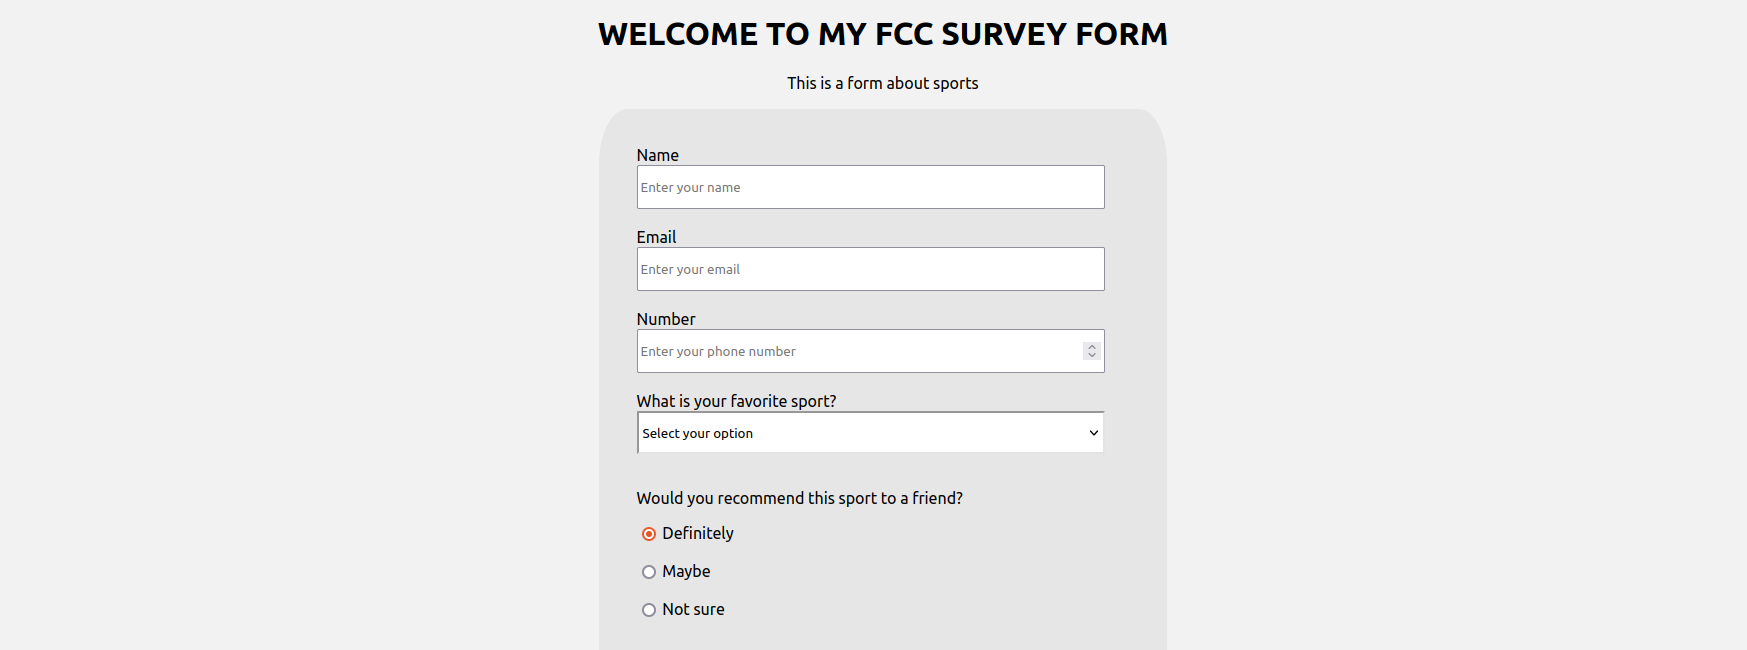 WELCOME TO MY FCC SURVEY FORM
This is a form about sports
Name
Enter your name
Email
Enter your email
Number
Enter your phone number
What is your favorite sport?
Select your option
Would you recommend this sport to a friend?
Definitely
Maybe
Not sure